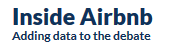 Inside Airbnb
Adding data to the debate